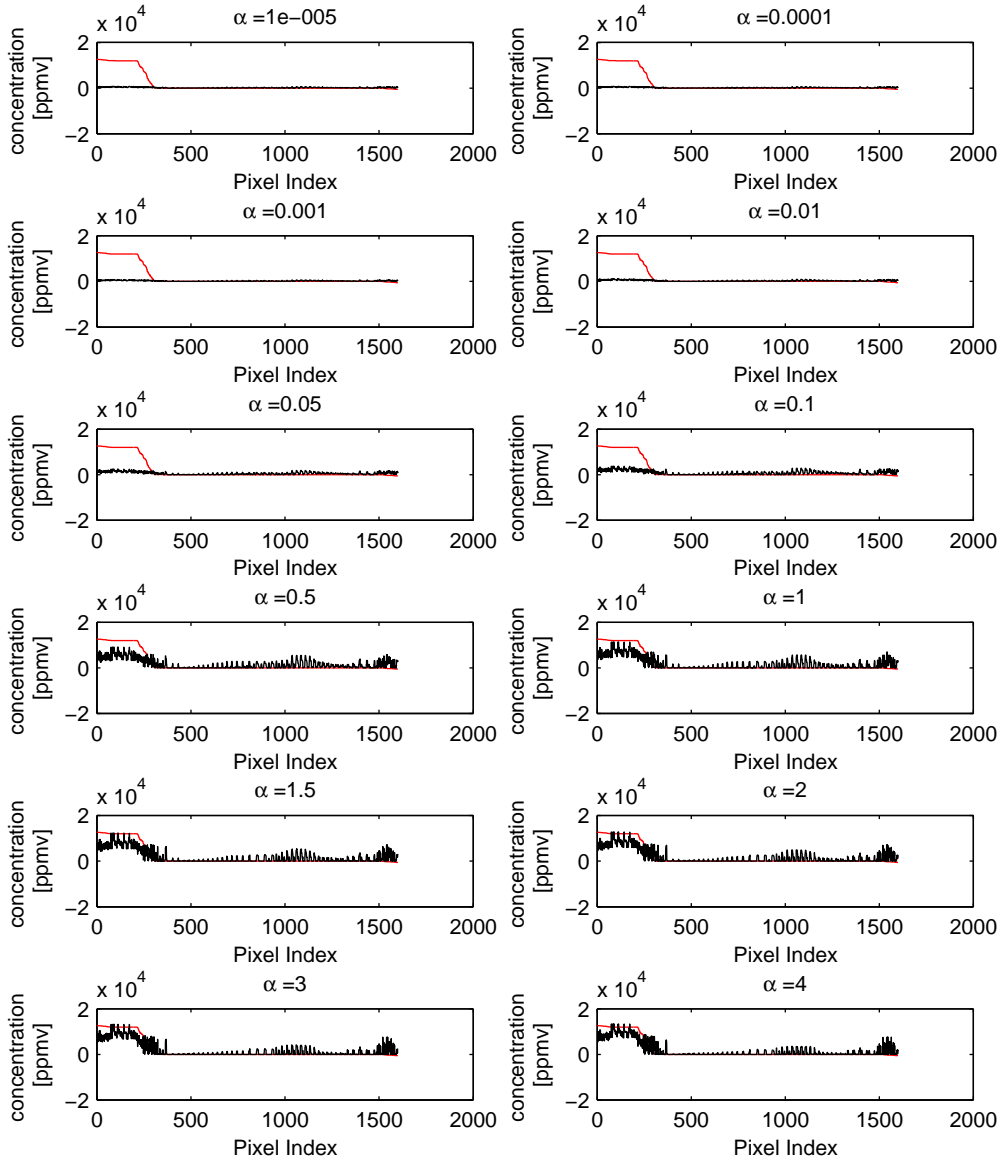 α =1e−005
x 10^4
concentration
[ppmv]
2
0
−2
0 500 1000 1500 2000
Pixel Index
α =0.0001
x 10^4
concentration
[ppmv]
2
0
−2
0 500 1000 1500 2000
Pixel Index
α =0.001
x 10^4
concentration
[ppmv]
2
0
−2
0 500 1000 1500 2000
Pixel Index
α =0.01
x 10^4
concentration
[ppmv]
2
0
−2
0 500 1000 1500 2000
Pixel Index
α =0.05
x 10^4
concentration
[ppmv]
2
0
−2
0 500 1000 1500 2000
Pixel Index
α =0.1
x 10^4
concentration
[ppmv]
2
0
−2
0 500 1000 1500 2000
Pixel Index
α =0.5
x 10^4
concentration
[ppmv]
2
0
−2
0 500 1000 1500 2000
Pixel Index
α =1
x 10^4
concentration
[ppmv]
2
0
−2
0 500 1000 1500 2000
Pixel Index
α =1.5
x 10^4
concentration
[ppmv]
2
0
−2
0 500 1000 1500 2000
Pixel Index
α =2
x 10^4
concentration
[ppmv]
2
0
−2
0 500 1000 1500 2000
Pixel Index
α =3
x 10^4
concentration
[ppmv]
2
0
−2
0 500 1000 1500 2000
Pixel Index
α =4
x 10^4
concentration
[ppmv]
2
0
−2
0 500 1000 1500 2000
Pixel Index